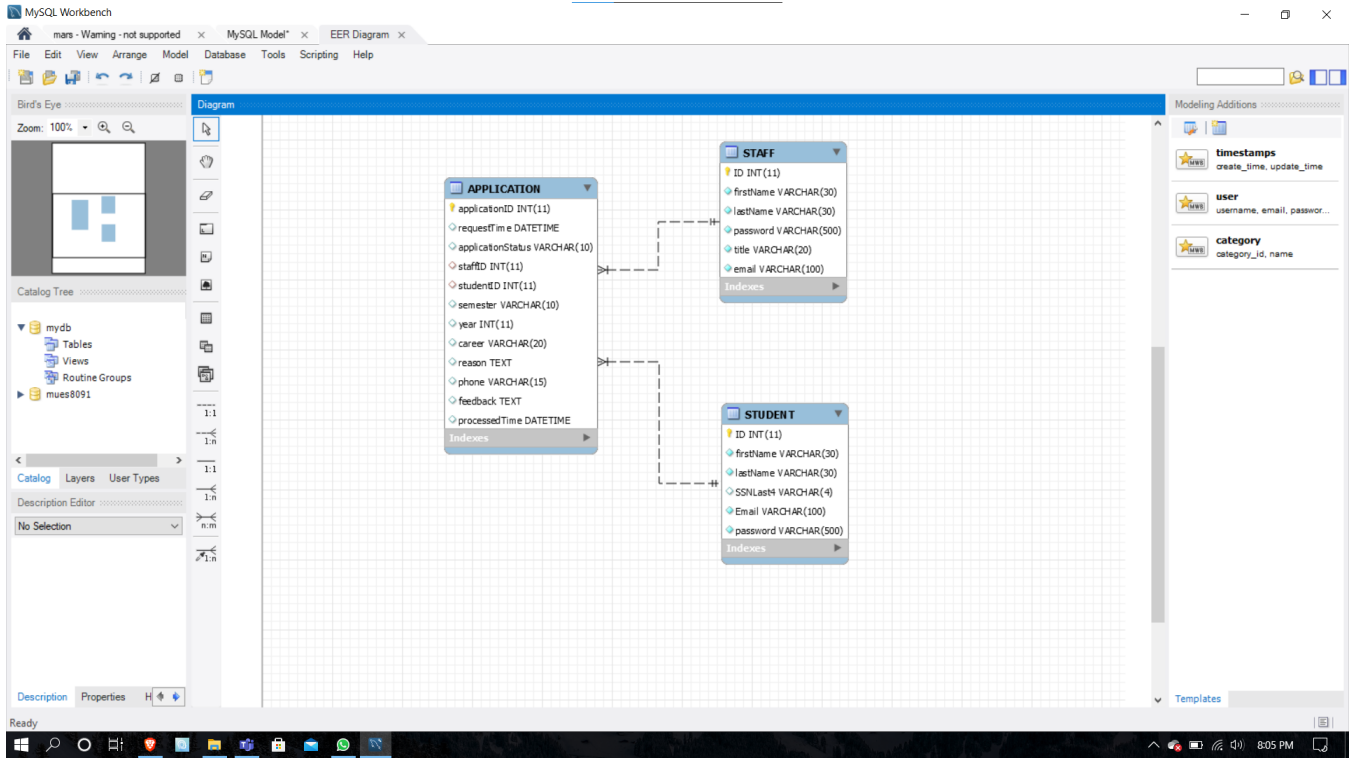 MySQL Workbench
mars - Warning - not supported
MySQL Model*
EER Diagram
File Edit View Arrange Model Database Tools Scripting Help
Bird's Eye
Zoom: 100%
Diagram
Modeling Additions
timestamps
create_time, update_time
user
username, email, passwor...
category
category_id, name
APPLICATION
applicationID INT(11)
requestTime DATETIME
applicationStatus VARCHAR(10)
staffID INT(11)
studentID INT(11)
semester VARCHAR(10)
year INT(11)
career VARCHAR(20)
reason TEXT
phone VARCHAR(15)
feedback TEXT
processedTime DATETIME
Indexes
STAFF
ID INT(11)
firstName VARCHAR(30)
lastName VARCHAR(30)
password VARCHAR(500)
title VARCHAR(20)
email VARCHAR(100)
Indexes
STUDENT
ID INT(11)
firstName VARCHAR(30)
lastName VARCHAR(30)
SSNLast4 VARCHAR(4)
Email VARCHAR(100)
password VARCHAR(500)
Indexes
Catalog Tree
mydb
Tables
Views
Routine Groups
mues8091
Catalog Layers User Types
Description Editor
No Selection
1:1
1:n
1:1
1:n
n:m
1:n
Description Properties H
Templates
Ready
8:05 PM